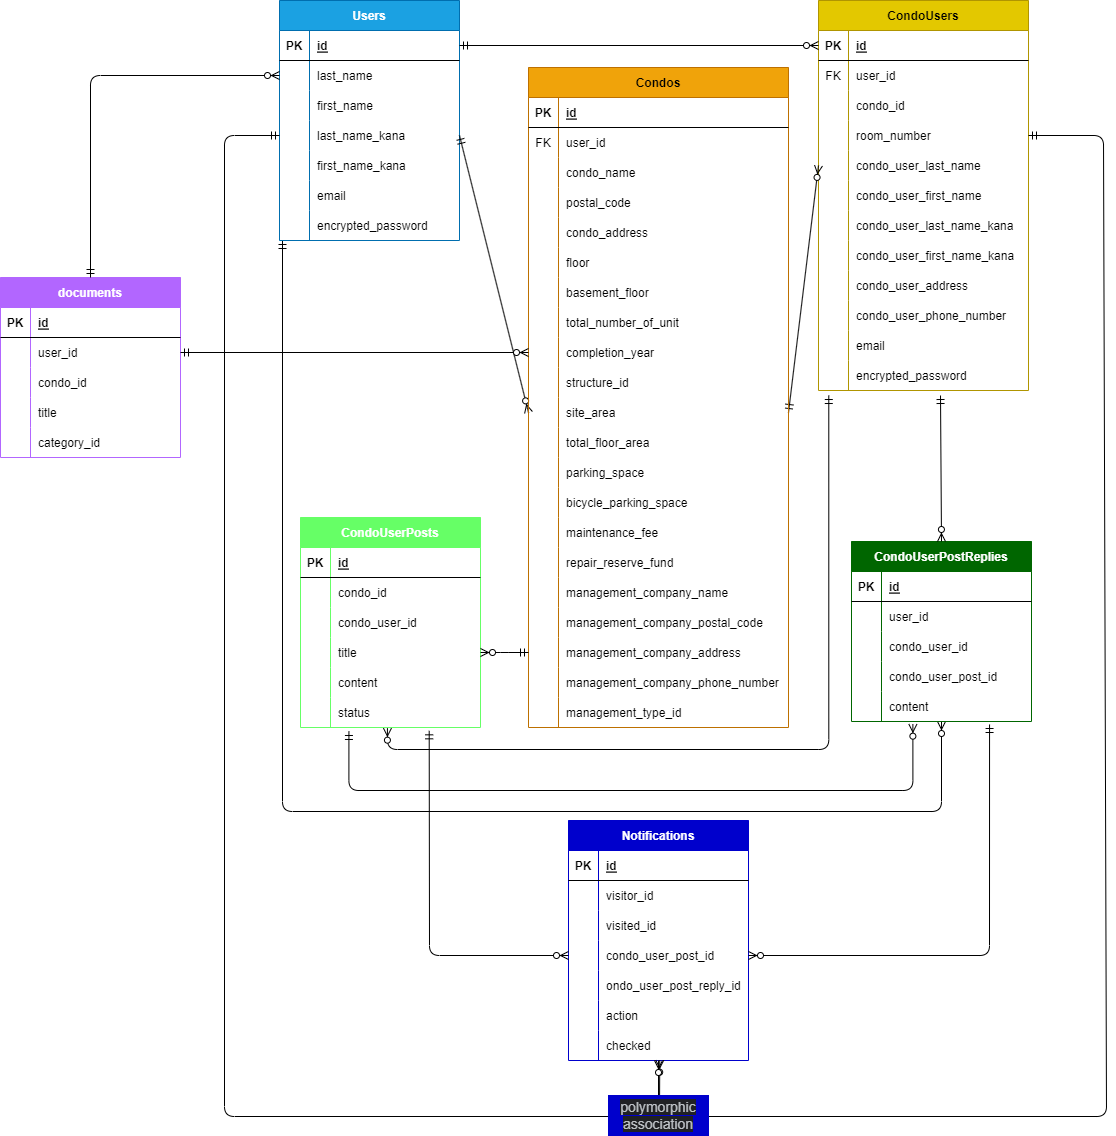 Users
PK id
last_name
first_name
last_name_kana
first_name_kana
email
encrypted_password
CondoUsers
PK id
FK user_id
condo_id
room_number
condo_user_last_name
condo_user_first_name
condo_user_last_name_kana
condo_user_first_name_kana
condo_user_address
condo_user_phone_number
email
encrypted_password
Condos
PK id
FK user_id
condo_name
postal_code
condo_address
floor
basement_floor
total_number_of_unit
completion_year
structure_id
site_area
total_floor_area
parking_space
bicycle_parking_space
maintenance_fee
repair_reserve_fund
management_company_name
management_company_postal_code
management_company_address
management_company_phone_number
management_type_id
documents
PK id
user_id
condo_id
title
category_id
CondoUserPosts
PK id
condo_id
condo_user_id
title
content
status
CondoUserPostReplies
PK id
user_id
condo_user_id
condo_user_post_id
content
Notifications
PK id
visitor_id
visited_id
condo_user_post_id
ondo_user_post_reply_id
action
checked
polymorphic
association